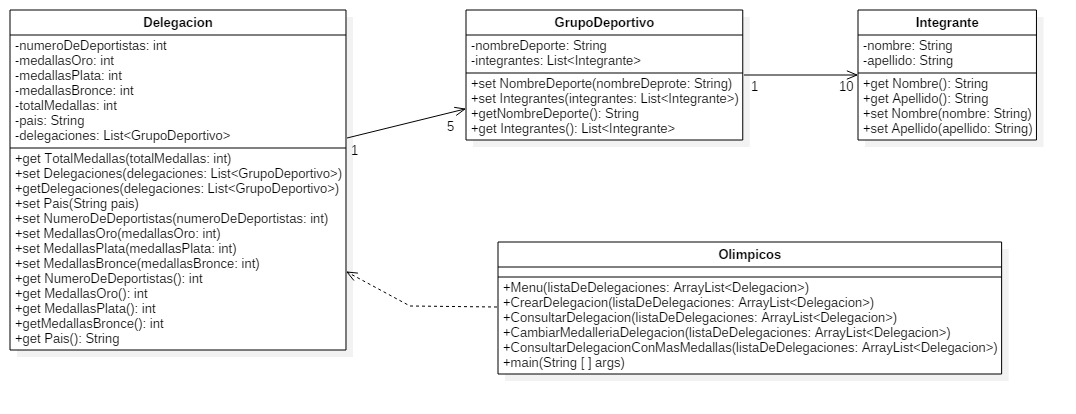 Delegacion
-numeroDeDeportistas: int
-medallasOro: int
-medallasPlata: int
-medallasBronce: int
-totalMedallas: int
-pais: String
-delegaciones: List<GrupoDeportivo>
+get TotalMedallas(totalMedallas: int)
+set Delegaciones(delegaciones: List<GrupoDeportivo>)
+getDelegaciones(delegaciones: List<GrupoDeportivo>)
+set Pais(String pais)
+set NumeroDeDeportistas(numeroDeDeportistas: int)
+set MedallasOro(medallasOro: int)
+set MedallasPlata(medallasPlata: int)
+set MedallasBronce(medallasBronce: int)
+get NumeroDeDeportistas(): int
+get MedallasOro(): int
+get MedallasPlata(): int
+getMedallasBronce(): int
+get Pais(): String
1
5
GrupoDeportivo
-nombreDeporte: String
-integrantes: List<Integrante>
+set NombreDeporte(nombreDeprote: String)
+set Integrantes(integrantes: List<Integrante>)
+getNombreDeporte(): String
+get Integrantes(): List<Integrante>
1
10
Integrante
-nombre: String
-apellido: String
+get Nombre(): String
+get Apellido(): String
+set Nombre(nombre: String)
+set Apellido(apellido: String)
Olimpicos
+Menu(listaDeDelegaciones: ArrayList<Delegacion>)
+CrearDelegacion(listaDeDelegaciones: ArrayList<Delegacion>)
+ConsultarDelegacion(listaDeDelegaciones: ArrayList<Delegacion>)
+CambiarMedalleriaDelegacion(listaDeDelegaciones: ArrayList<Delegacion>)
+ConsultarDelegacionConMasMedallas(listaDeDelegaciones: ArrayList<Delegacion>)
+main(String [ ] args)